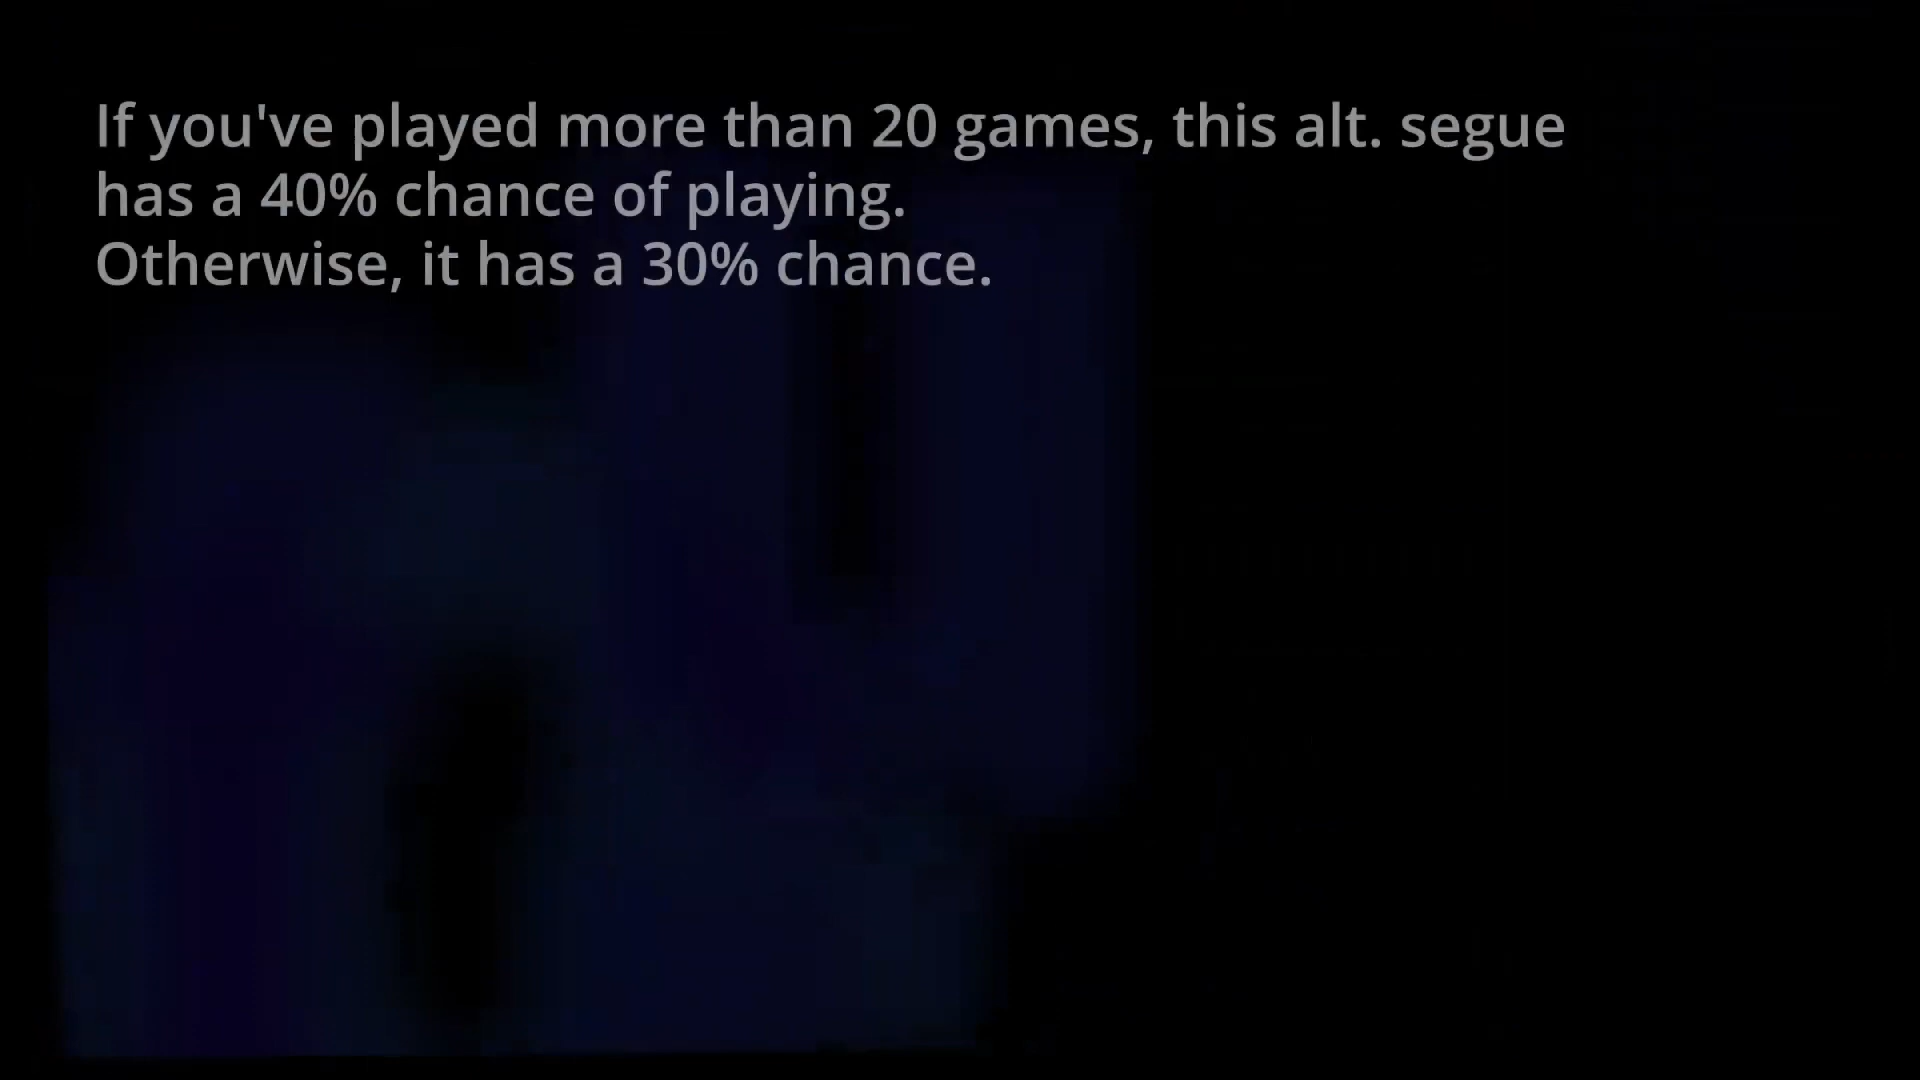 If you've played more than 20 games, this alt. segue
has a 40% chance of playing.
Otherwise, it has a 30% chance.